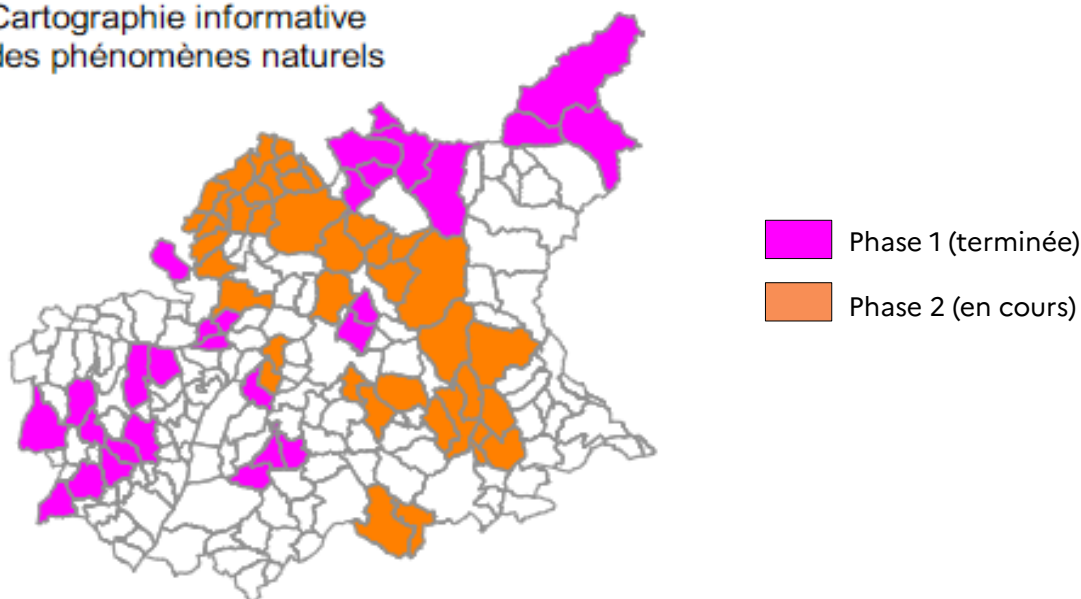 Cartographie informative
des phénomènes naturels
Phase 1 (terminée)
Phase 2 (en cours)